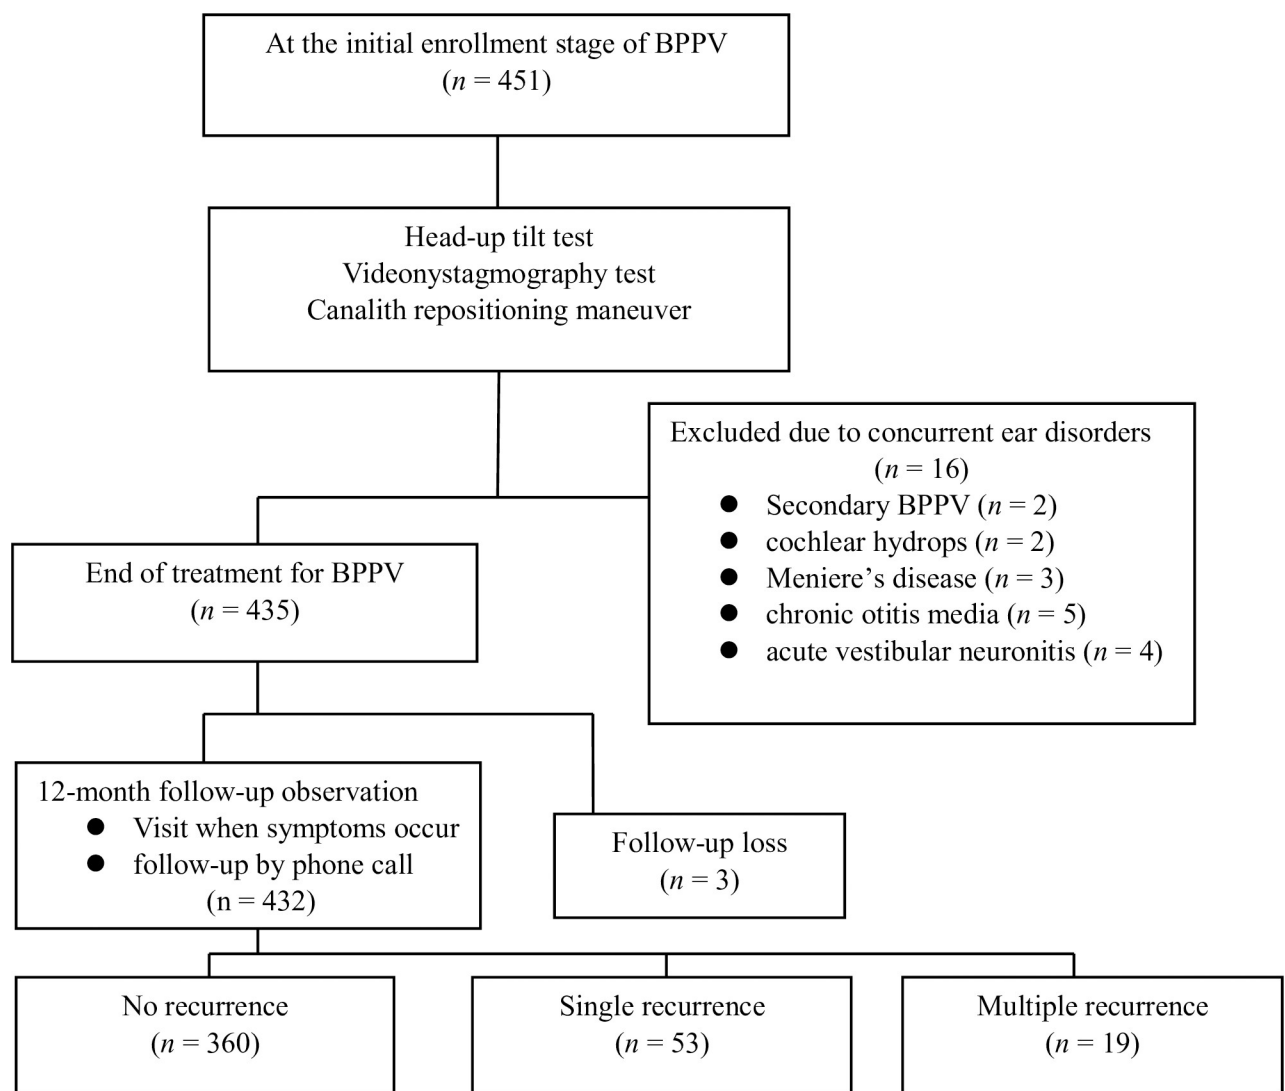 At the initial enrollment stage of BPPV
(n = 451)
Head-up tilt test
Videonystagmography test
Canalith repositioning maneuver
Excluded due to concurrent ear disorders
(n = 16)
● Secondary BPPV (n = 2)
● cochlear hydrops (n = 2)
● Meniere’s disease (n = 3)
● chronic otitis media (n = 5)
● acute vestibular neuronitis (n = 4)
End of treatment for BPPV
(n = 435)
12-month follow-up observation
● Visit when symptoms occur
● follow-up by phone call
(n = 432)
Follow-up loss
(n = 3)
No recurrence
(n = 360)
Single recurrence
(n = 53)
Multiple recurrence
(n = 19)